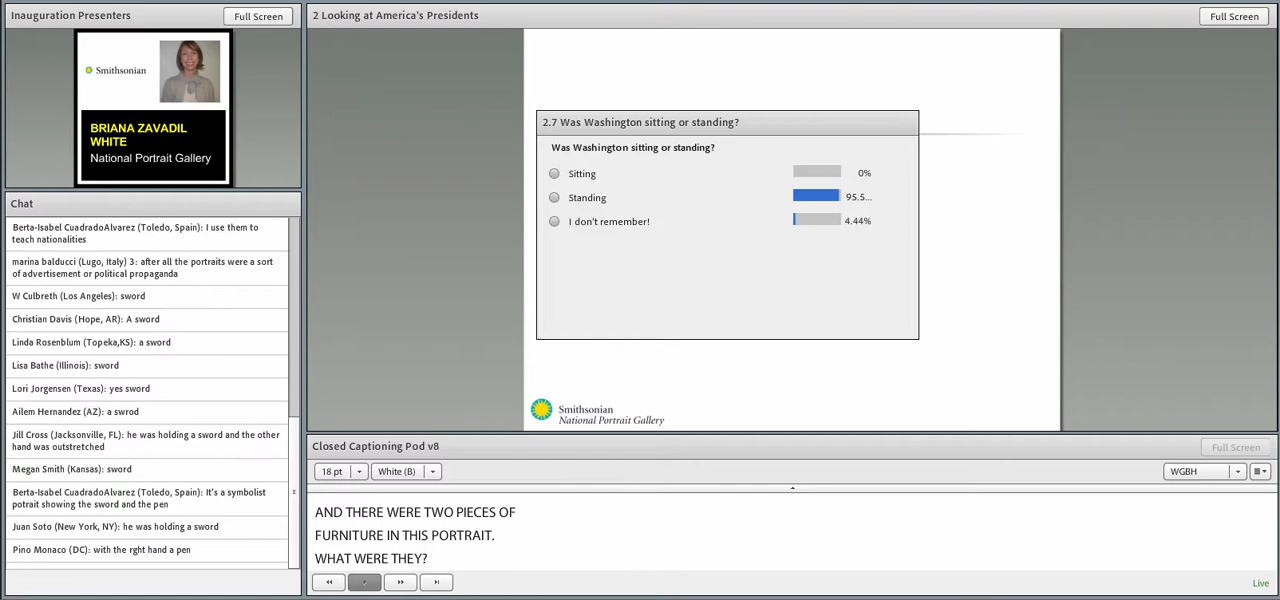 Inauguration Presenters
Full Screen
Smithsonian
BRIANA ZAVADIL
WHITE
National Portrait Gallery
Chat
Berta-Isabel CuadradoAlvarez (Toledo, Spain): I use them to
teach nationalities
marina balducci (Lugo, Italy) 3: after all the portraits were a sort
of advertisement or political propaganda
W Culbreth (Los Angeles): sword
Christian Davis (Hope, AR): A sword
Linda Rosenblum (Topeka,KS): a sword
Lisa Bathe (Illinois): sword
Lori Jorgensen (Texas): yes sword
Ailem Hernandez (AZ): a swrod
Jill Cross (Jacksonville, FL): he was holding a sword and the other
hand was outstretched
Megan Smith (Kansas): sword
Berta-Isabel CuadradoAlvarez (Toledo, Spain): It's a symbolist
potrait showing the sword and the pen
Juan Soto (New York, NY): he was holding a sword
Pino Monaco (DC): with the rght hand a pen
2 Looking at America's Presidents
Full Screen
2.7 Was Washington sitting or standing?
Was Washington sitting or standing?
Sitting 0%
Standing 95.5...
I don't remember! 4.44%
Smithsonian
National Portrait Gallery
Closed Captioning Pod v8
Full Screen
18 pt White (B) WGBH
AND THERE WERE TWO PIECES OF
FURNITURE IN THIS PORTRAIT.
WHAT WERE THEY?
Live